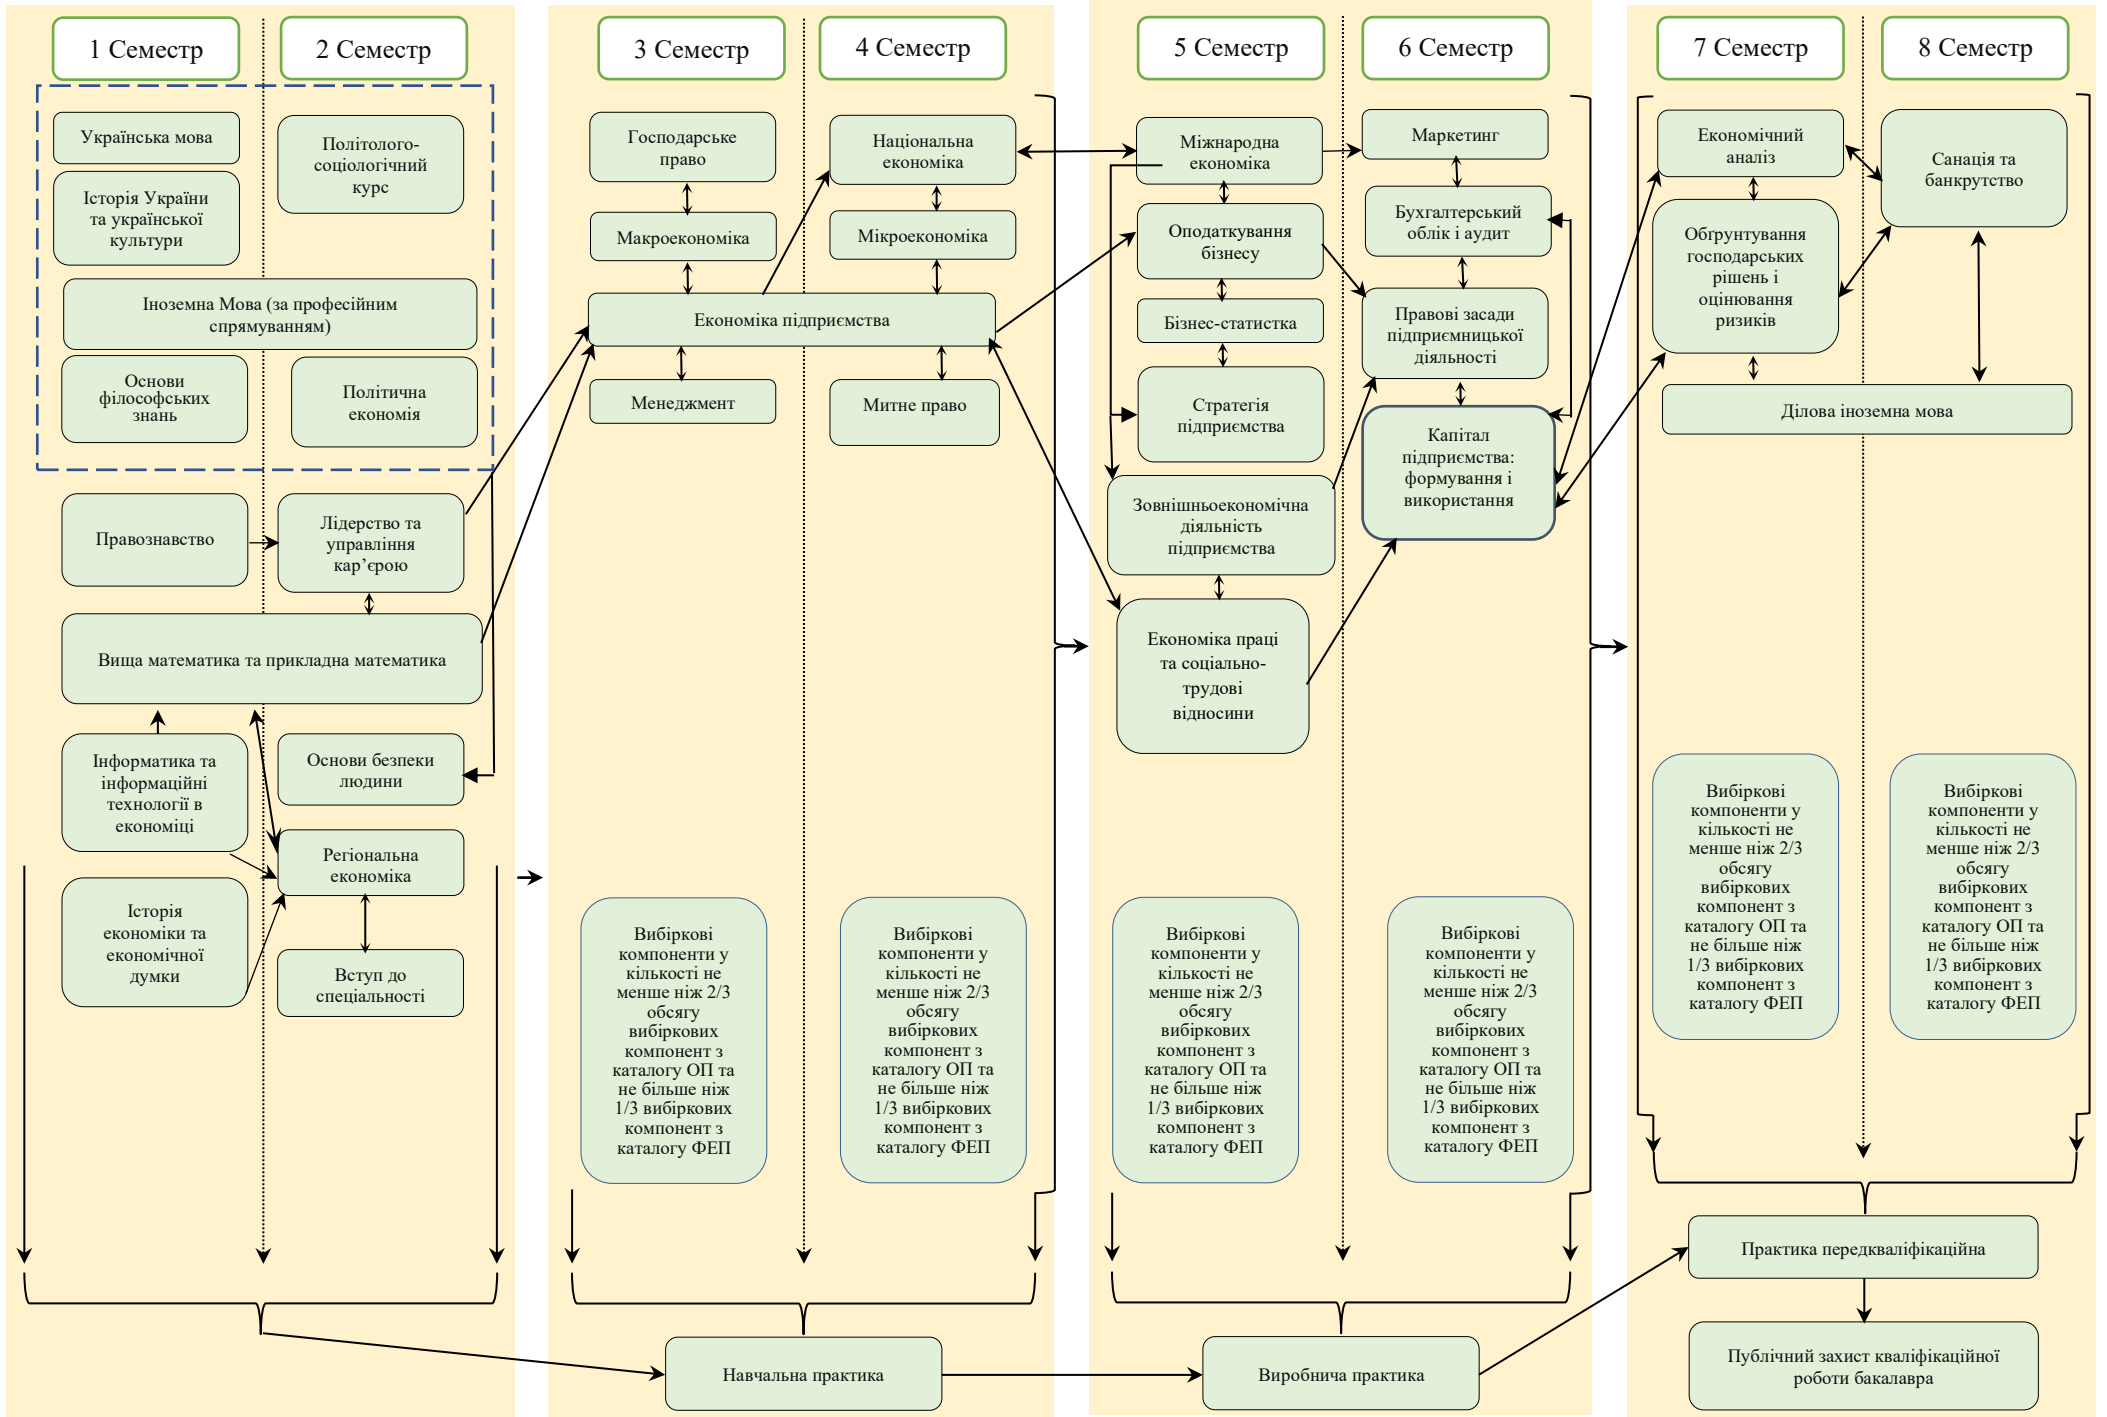 1 Семестр
2 Семестр
3 Семестр
4 Семестр
5 Семестр
6 Семестр
7 Семестр
8 Семестр
Українська мова
Історія України
та української
культури
Політолого-
соціологічний
курс
Іноземна Мова (за професійним
спрямуванням)
Основи
філософських
знань
Політична
економія
Правознавство
Лідерство та
управління
кар’єрою
Вища математика та прикладна математика
Інформатика та
інформаційні
технології в
економіці
Основи безпеки
людини
Регіональна
економіка
Історія
економіки та
економічної
думки
Вступ до
спеціальності
Господарське
право
Національна
економіка
Макроекономіка
Мікроекономіка
Економіка підприємства
Менеджмент
Митне право
Вибіркові
компоненти у
кількості не
менше ніж 2/3
обсягу
вибіркових
компонент з
каталогу ОП та
не більше ніж
1/3 вибіркових
компонент з
каталогу ФЕП
Вибіркові
компоненти у
кількості не
менше ніж 2/3
обсягу
вибіркових
компонент з
каталогу ОП та
не більше ніж
1/3 вибіркових
компонент з
каталогу ФЕП
Навчальна практика
Міжнародна
економіка
Оподаткування
бізнесу
Бізнес-статистка
Стратегія
підприємства
Зовнішньоекономічна
діяльність
підприємства
Економіка праці
та соціально-
трудові
відносини
Маркетинг
Бухгалтерський
облік і аудит
Правові засади
підприємницької
діяльності
Капітал
підприємства:
формування і
використання
Вибіркові
компоненти у
кількості не
менше ніж 2/3
обсягу
вибіркових
компонент з
каталогу ОП та
не більше ніж
1/3 вибіркових
компонент з
каталогу ФЕП
Вибіркові
компоненти у
кількості не
менше ніж 2/3
обсягу
вибіркових
компонент з
каталогу ОП та
не більше ніж
1/3 вибіркових
компонент з
каталогу ФЕП
Виробнича практика
Економічний
аналіз
Санація та
банкрутство
Обґрунтування
господарських
рішень і
оцінювання
ризиків
Ділова іноземна мова
Вибіркові
компоненти у
кількості не
менше ніж 2/3
обсягу
вибіркових
компонент з
каталогу ОП та
не більше ніж
1/3 вибіркових
компонент з
каталогу ФЕП
Вибіркові
компоненти у
кількості не
менше ніж 2/3
обсягу
вибіркових
компонент з
каталогу ОП та
не більше ніж
1/3 вибіркових
компонент з
каталогу ФЕП
Практика передкваліфікаційна
Публічний захист кваліфікаційної
роботи бакалавра